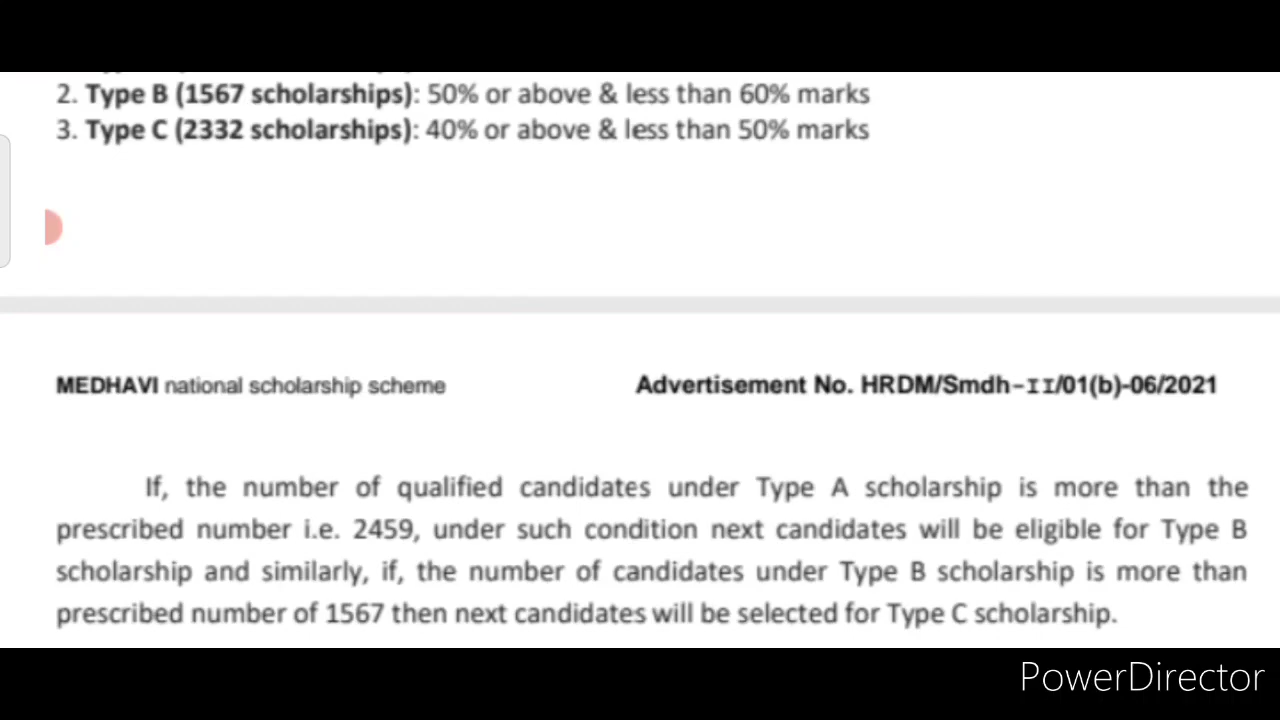 2. Type B (1567 scholarships): 50% or above & less than 60% marks
3. Type C (2332 scholarships): 40% or above & less than 50% marks
MEDHAVI national scholarship scheme
Advertisement No. HRDM/Smdh-II/01(b)-06/2021
If, the number of qualified candidates under Type A scholarship is more than the
prescribed number i.e. 2459, under such condition next candidates will be eligible for Type B
scholarship and similarly, if, the number of candidates under Type B scholarship is more than
prescribed number of 1567 then next candidates will be selected for Type C scholarship.
PowerDirector